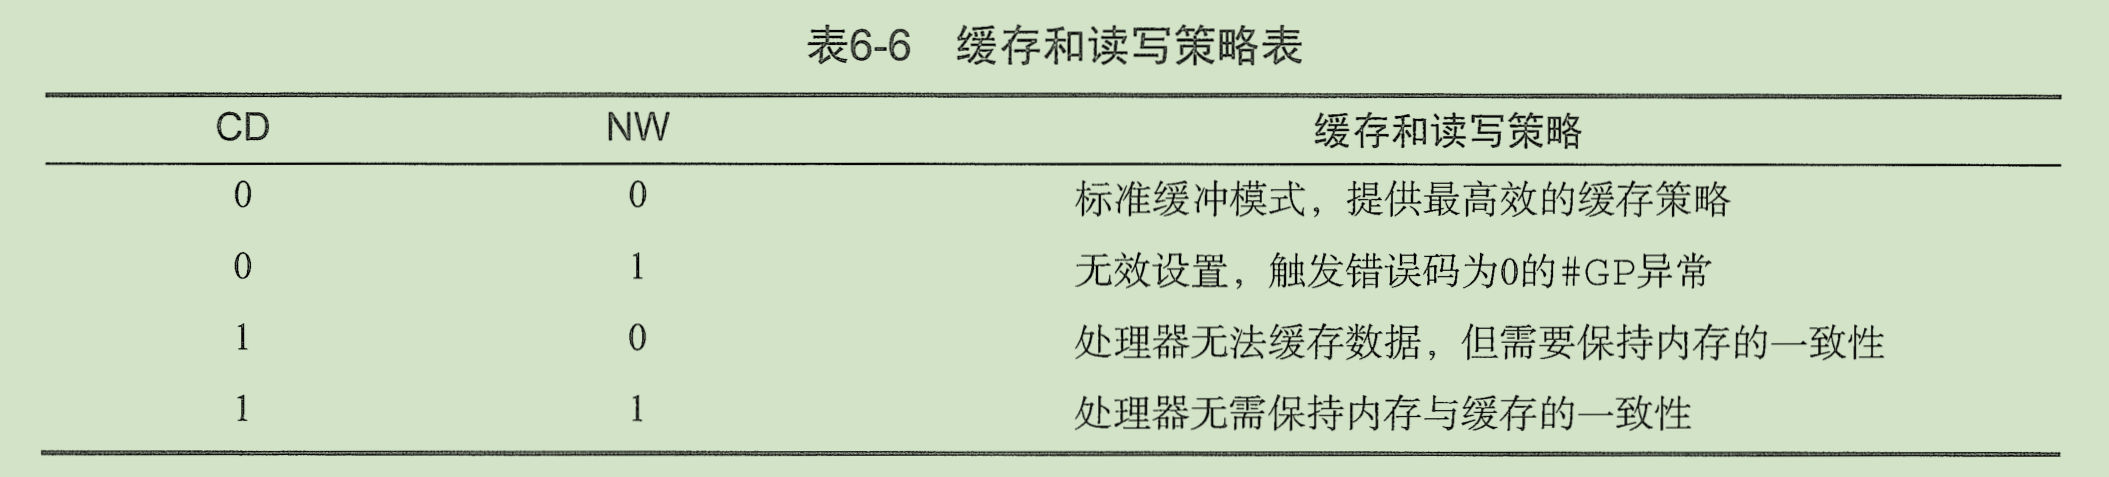 表6-6 缓存和读写策略表
CD NW 缓存和读写策略
0 0 标准缓冲模式，提供最高效的缓存策略
0 1 无效设置，触发错误码为0的#GP异常
1 0 处理器无法缓存数据，但需要保持内存的一致性
1 1 处理器无需保持内存与缓存的一致性